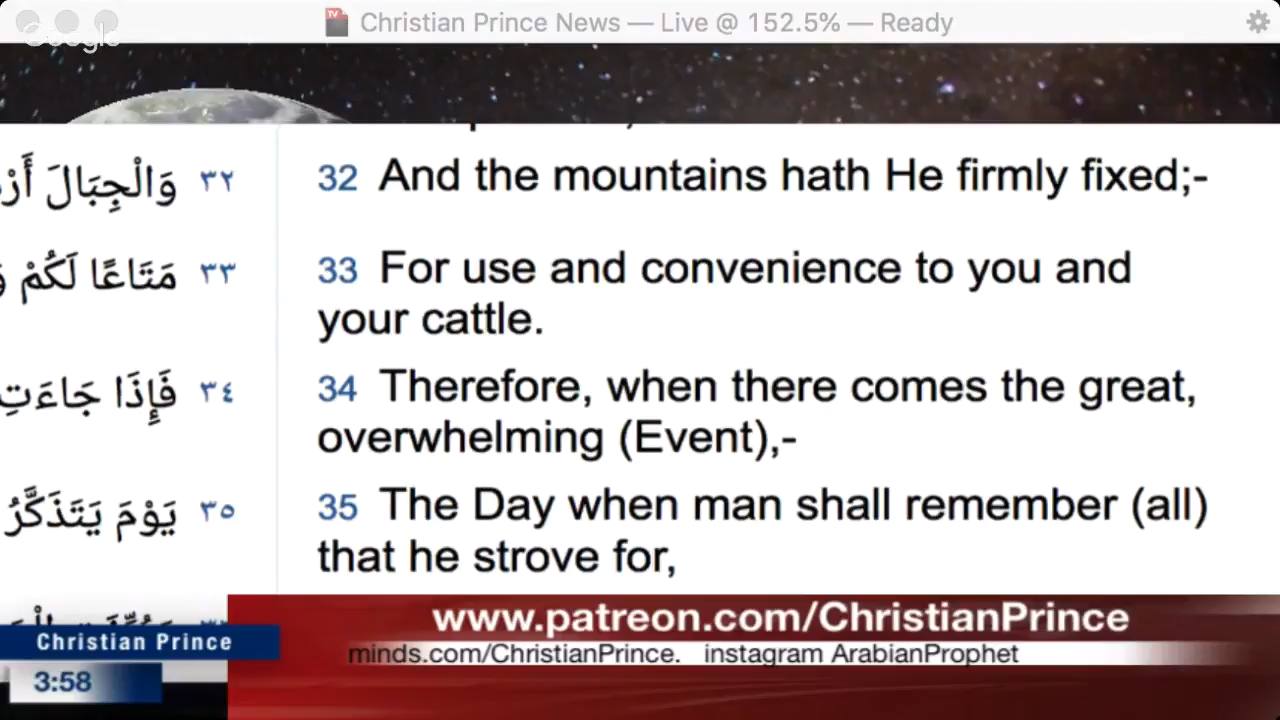 Christian Prince News — Live @ 152.5% — Ready
Google
٣٢ وَالْجِبَالَ
32 And the mountains hath He firmly fixed;-
٣٣ مَتَاعًا لَكُمْ
33 For use and convenience to you and
your cattle.
٣٤ فَإِذَا جَاءَتِ
34 Therefore, when there comes the great,
overwhelming (Event),-
٣٥ يَوْمَ يَتَذَكَّرُ
35 The Day when man shall remember (all)
that he strove for,
www.patreon.com/ChristianPrince
Christian Prince
minds.com/ChristianPrince. instagram ArabianProphet
3:58